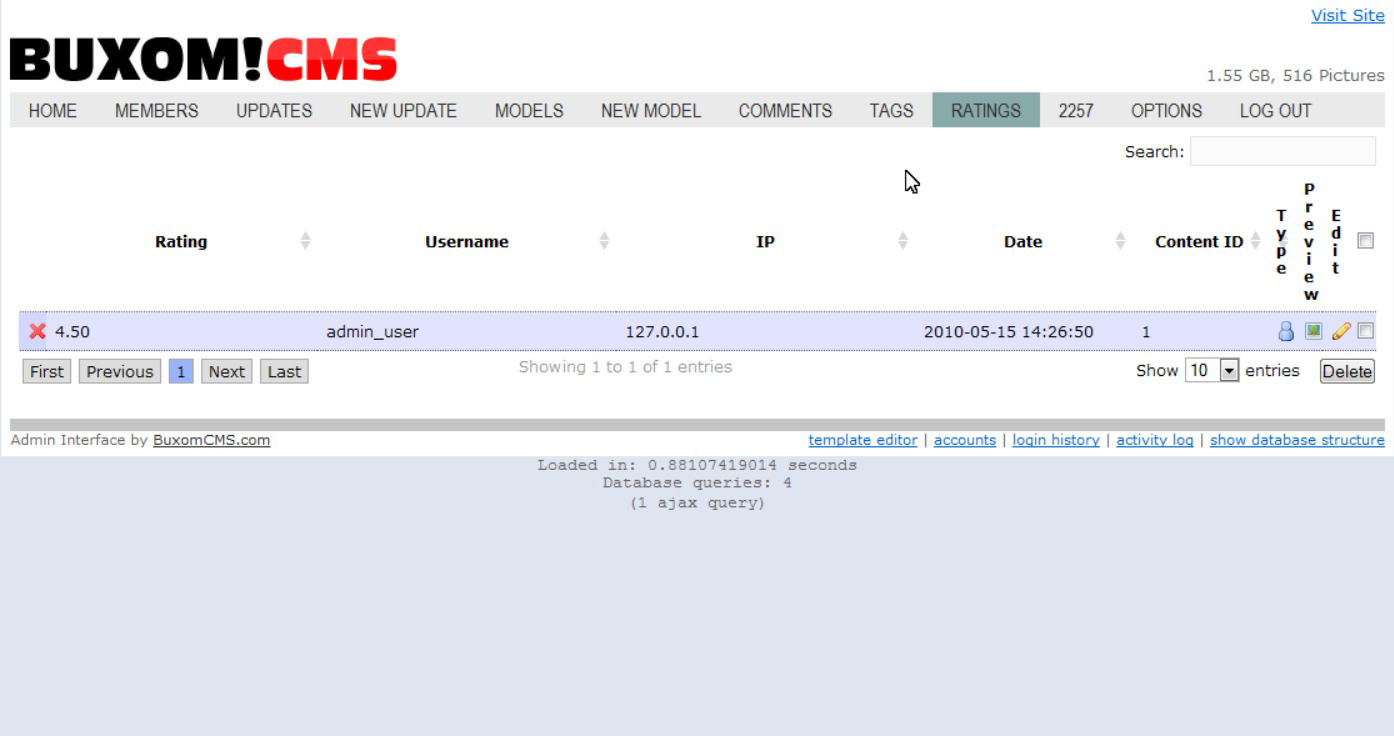 Visit Site
BUXOM!CMS
1.55 GB, 516 Pictures
HOME MEMBERS UPDATES NEW UPDATE MODELS NEW MODEL COMMENTS TAGS RATINGS 2257 OPTIONS LOG OUT
Search:
Rating Username IP Date Content ID Type Preview Edit
4.50 admin_user 127.0.0.1 2010-05-15 14:26:50 1
First Previous 1 Next Last Showing 1 to 1 of 1 entries Show 10 entries Delete
Admin Interface by BuxomCMS.com template editor | accounts | login history | activity log | show database structure
Loaded in: 0.88107419014 seconds
Database queries: 4
(1 ajax query)